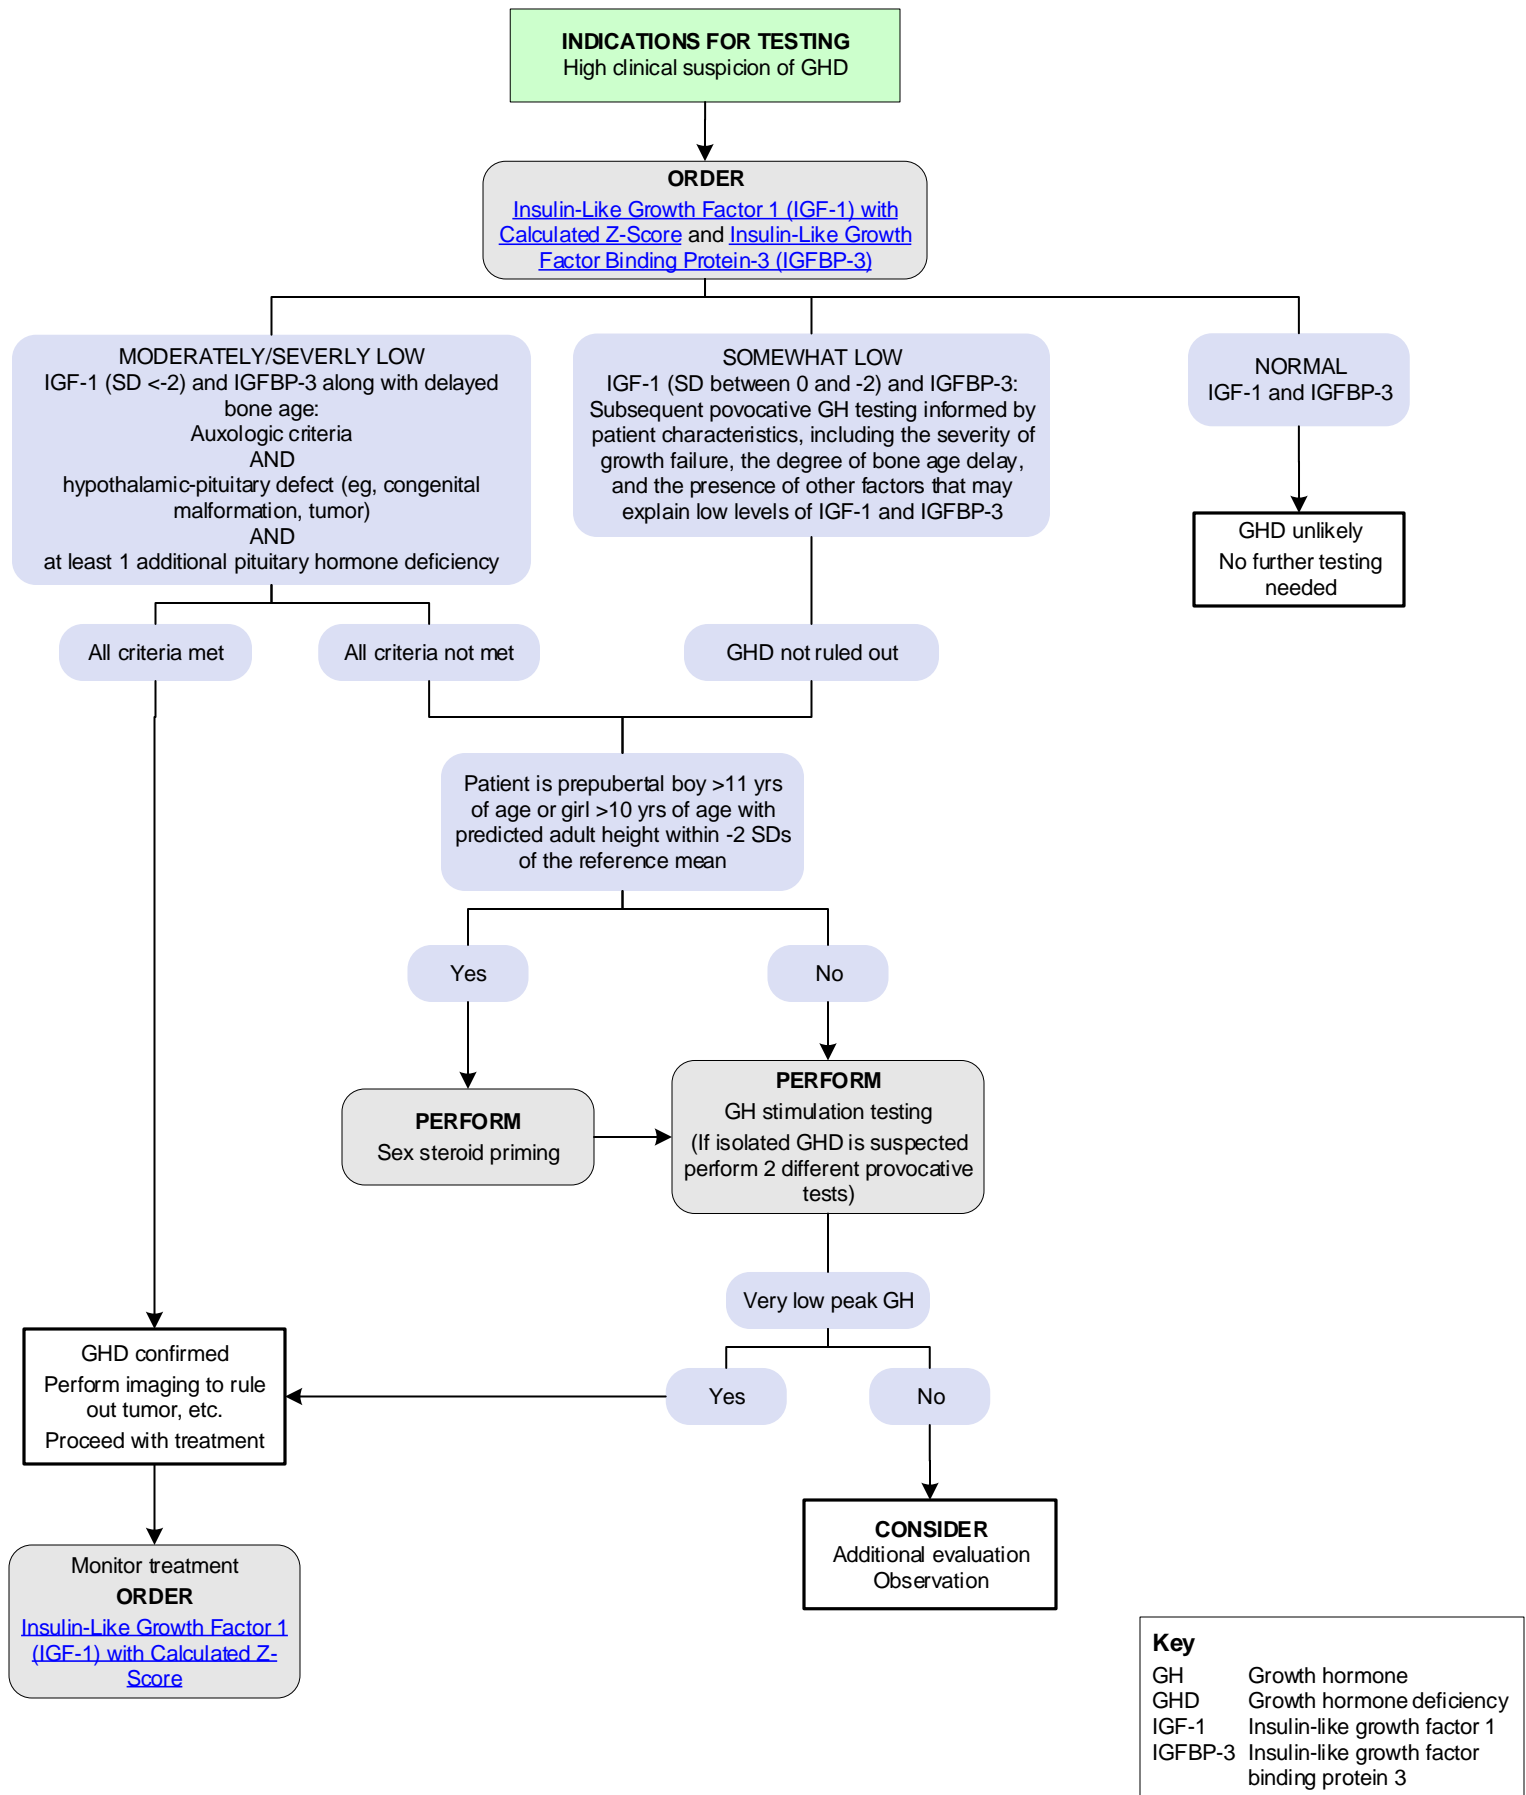 INDICATIONS FOR TESTING
High clinical suspicion of GHD
ORDER
Insulin-Like Growth Factor 1 (IGF-1) with
Calculated Z-Score and Insulin-Like Growth
Factor Binding Protein-3 (IGFBP-3)
MODERATELY/SEVERLY LOW
IGF-1 (SD <-2) and IGFBP-3 along with delayed
bone age:
Auxologic criteria
AND
hypothalamic-pituitary defect (eg, congenital
malformation, tumor)
AND
at least 1 additional pituitary hormone deficiency
SOMEWHAT LOW
IGF-1 (SD between 0 and -2) and IGFBP-3:
Subsequent povocative GH testing informed by
patient characteristics, including the severity of
growth failure, the degree of bone age delay,
and the presence of other factors that may
explain low levels of IGF-1 and IGFBP-3
NORMAL
IGF-1 and IGFBP-3
GHD unlikely
No further testing
needed
All criteria met
All criteria not met
GHD not ruled out
Patient is prepubertal boy >11 yrs
of age or girl >10 yrs of age with
predicted adult height within -2 SDs
of the reference mean
Yes
No
PERFORM
Sex steroid priming
PERFORM
GH stimulation testing
(If isolated GHD is suspected
perform 2 different provocative
tests)
Very low peak GH
Yes
No
GHD confirmed
Perform imaging to rule
out tumor, etc.
Proceed with treatment
CONSIDER
Additional evaluation
Observation
Monitor treatment
ORDER
Insulin-Like Growth Factor 1
(IGF-1) with Calculated Z-
Score
Key
GH Growth hormone
GHD Growth hormone deficiency
IGF-1 Insulin-like growth factor 1
IGFBP-3 Insulin-like growth factor
binding protein 3